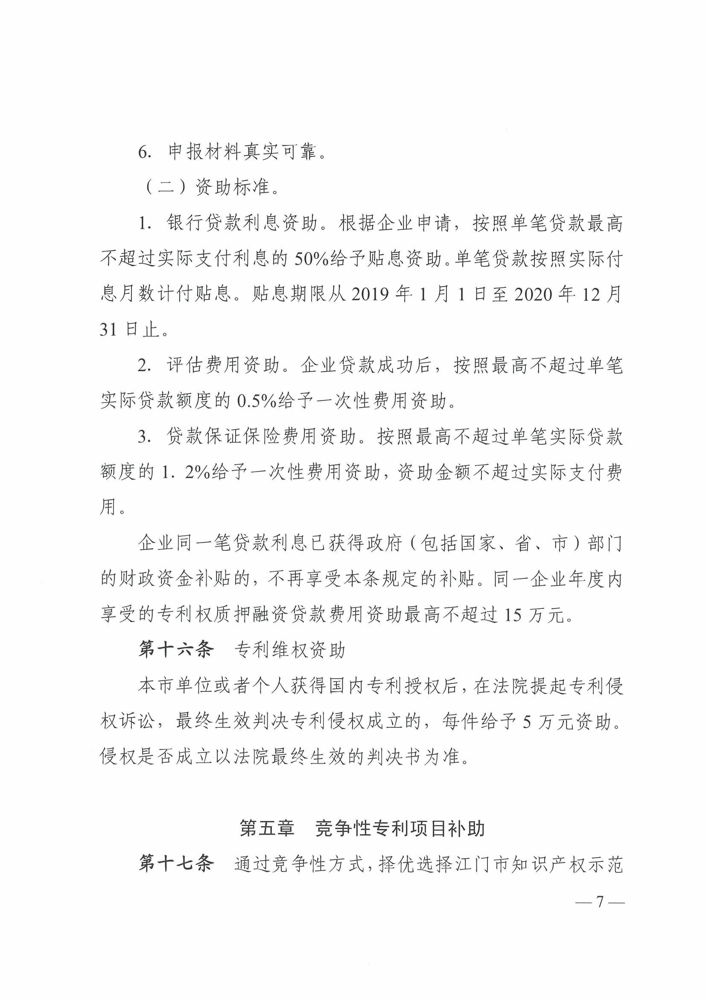 6. 申报材料真实可靠。
（二）资助标准。
1. 银行贷款利息资助。根据企业申请，按照单笔贷款最高
不超过实际支付利息的 50%给予贴息资助。单笔贷款按照实际付
息月数计付贴息。贴息期限从 2019 年 1 月 1 日至 2020 年 12 月
31 日止。
2. 评估费用资助。企业贷款成功后，按照最高不超过单笔
实际贷款额度的 0.5%给予一次性费用资助。
3. 贷款保证保险费用资助。按照最高不超过单笔实际贷款
额度的 1. 2%给予一次性费用资助，资助金额不超过实际支付费
用。
企业同一笔贷款利息已获得政府（包括国家、省、市）部门
的财政资金补贴的，不再享受本条规定的补贴。同一企业年度内
享受的专利权质押融资贷款费用资助最高不超过 15 万元。
第十六条 专利维权资助
本市单位或者个人获得国内专利授权后，在法院提起专利侵
权诉讼，最终生效判决专利侵权成立的，每件给予 5 万元资助。
侵权是否成立以法院最终生效的判决书为准。
第五章 竞争性专利项目补助
第十七条 通过竞争性方式，择优选择江门市知识产权示范
— 7 —